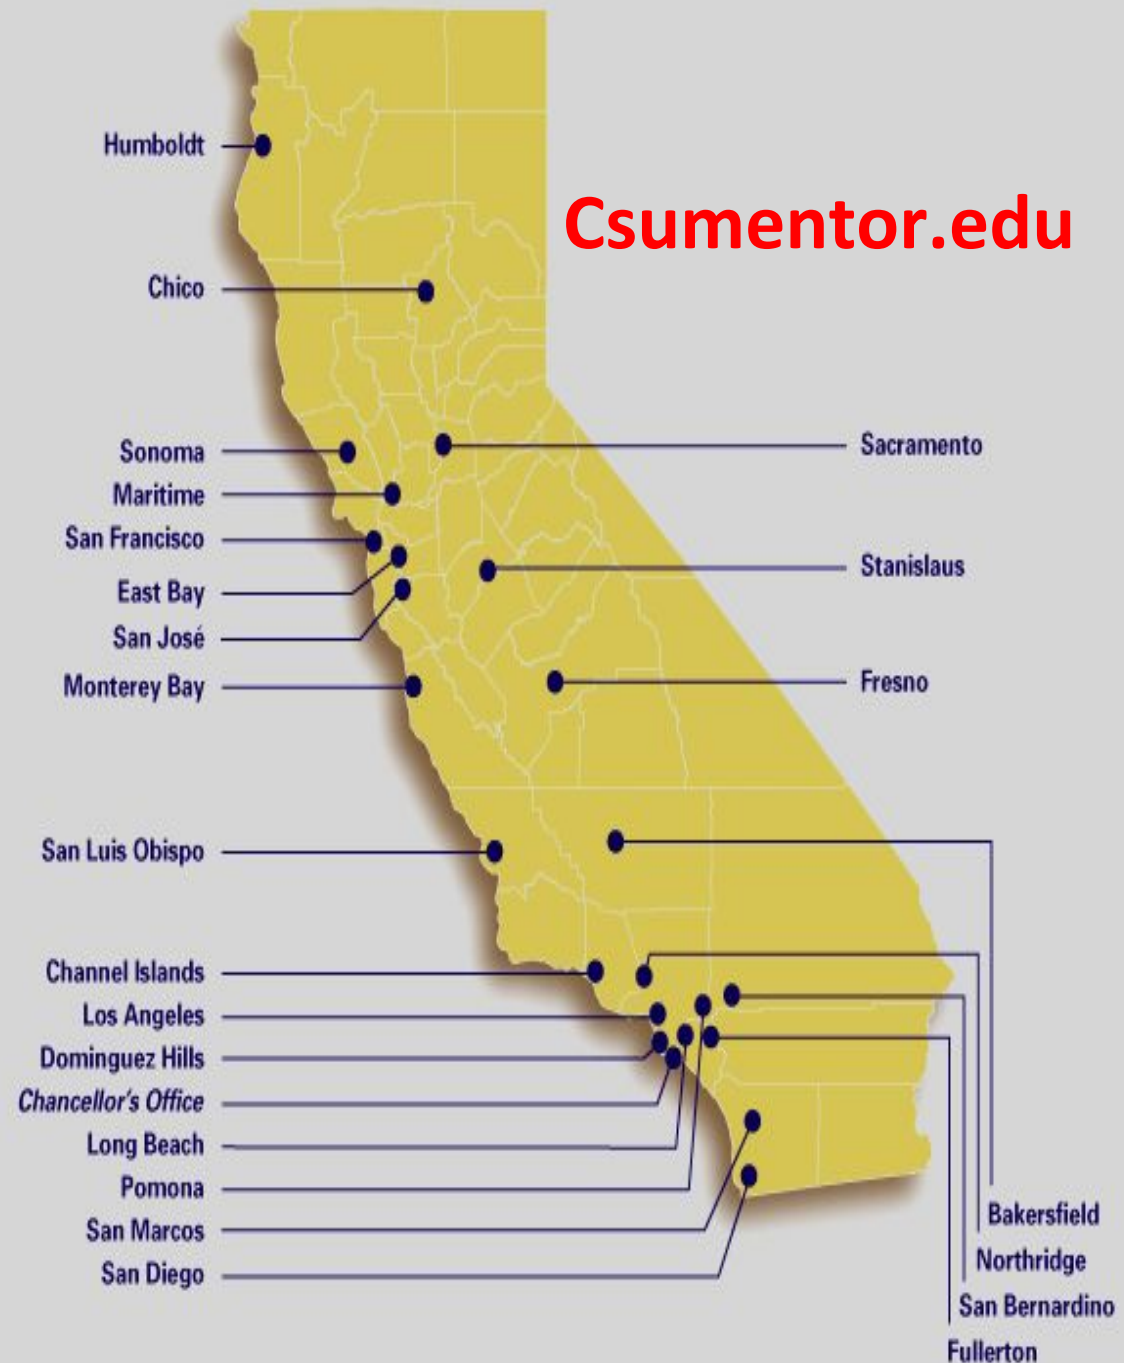 Humboldt
Csumentor.edu
Chico
Sonoma
Sacramento
Maritime
San Francisco
East Bay
Stanislaus
San José
Monterey Bay
Fresno
San Luis Obispo
Channel Islands
Los Angeles
Dominguez Hills
Chancellor's Office
Long Beach
Pomona
San Marcos
San Diego
Bakersfield
Northridge
San Bernardino
Fullerton